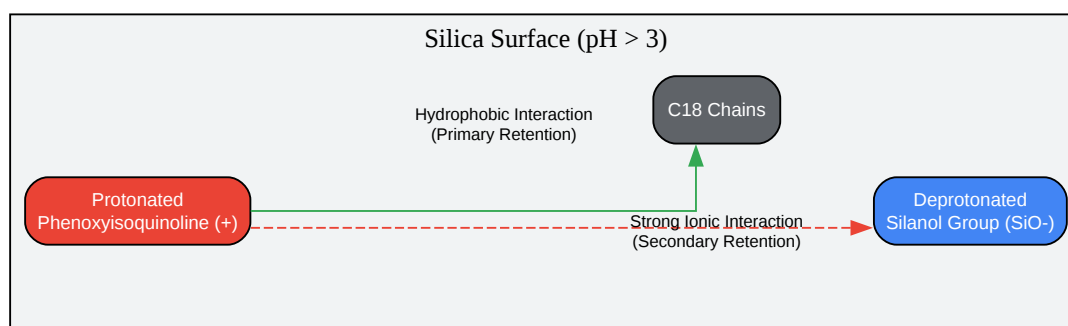 Silica Surface (pH > 3)
Hydrophobic Interaction
(Primary Retention)
C18 Chains
Protonated
Phenoxyisoquinoline (+)
Strong Ionic Interaction
(Secondary Retention)
Deprotonated
Silanol Group (SiO-)